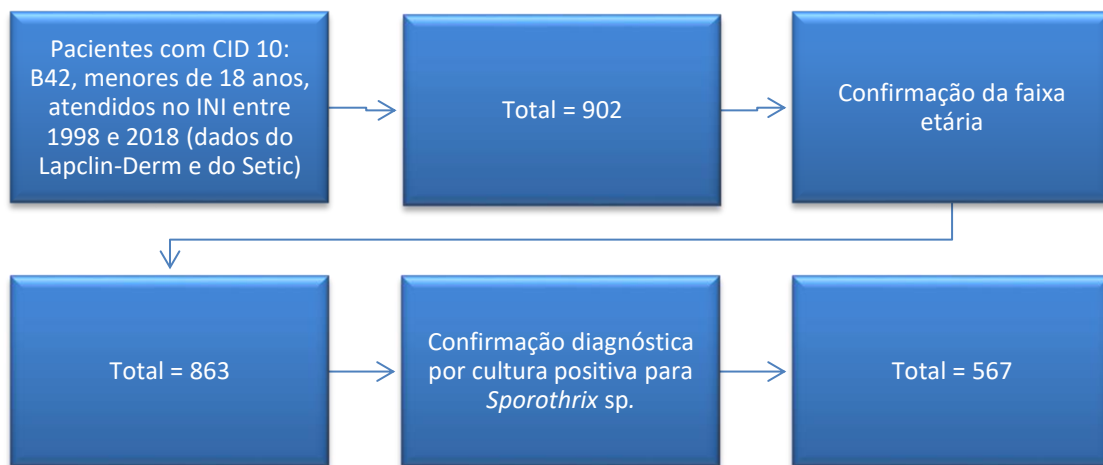 Pacientes com CID 10:
B42, menores de 18 anos,
atendidos no INI entre
1998 e 2018 (dados do
Lapclin-Derm e do Setic)
Total = 902
Confirmação da faixa
etária
Total = 863
Confirmação diagnóstica
por cultura positiva para
Sporothrix sp.
Total = 567